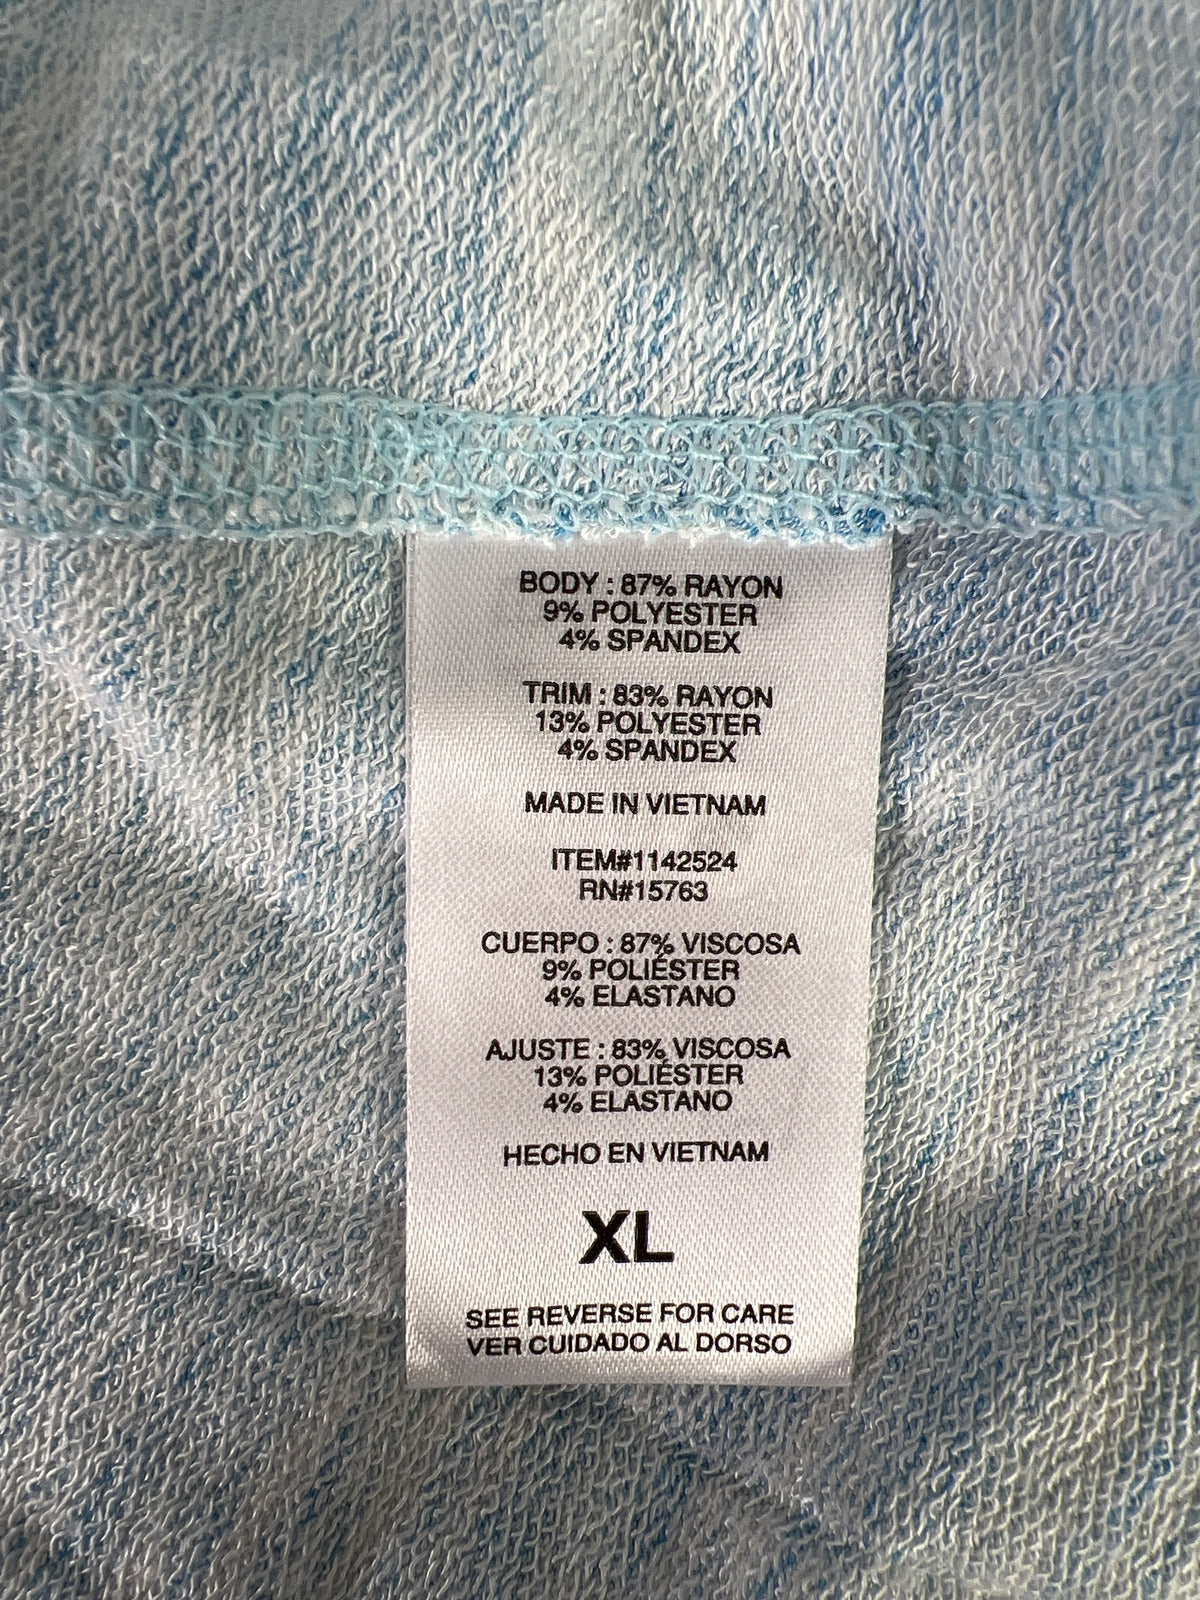 BODY : 87% RAYON
9% POLYESTER
4% SPANDEX
TRIM : 83% RAYON
13% POLYESTER
4% SPANDEX
MADE IN VIETNAM
ITEM#1142524
RN#15763
CUERPO : 87% VISCOSA
9% POLIÉSTER
4% ELASTANO
AJUSTE : 83% VISCOSA
13% POLIÉSTER
4% ELASTANO
HECHO EN VIETNAM
XL
SEE REVERSE FOR CARE
VER CUIDADO AL DORSO